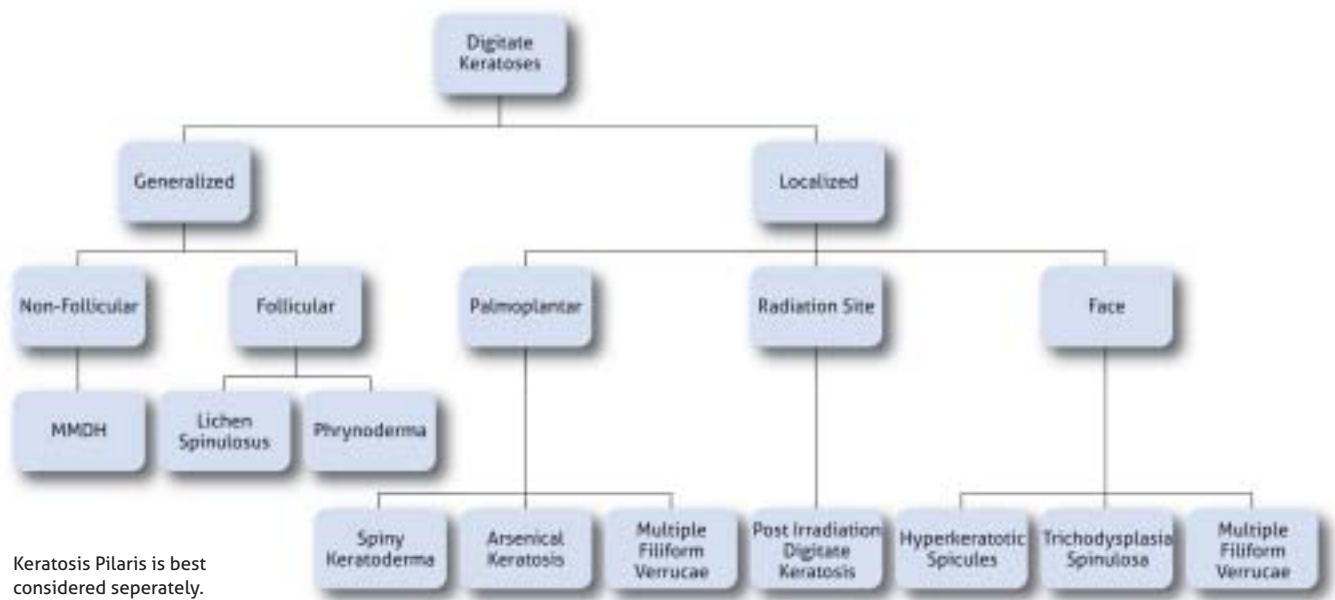 Digitate
Keratoses
Generalized
Localized
Non-Follicular
Follicular
Palmoplantar
Radiation Site
Face
MMDH
Lichen
Spinulosus
Phrynoderma
Spiny
Keratoderma
Arsenical
Keratosis
Multiple
Filiform
Verrucae
Post Irradiation
Digitate
Keratosis
Hyperkeratotic
Spicules
Trichodysplasia
Spinulosa
Multiple
Filiform
Verrucae
Keratosis Pilaris is best
considered seperately.